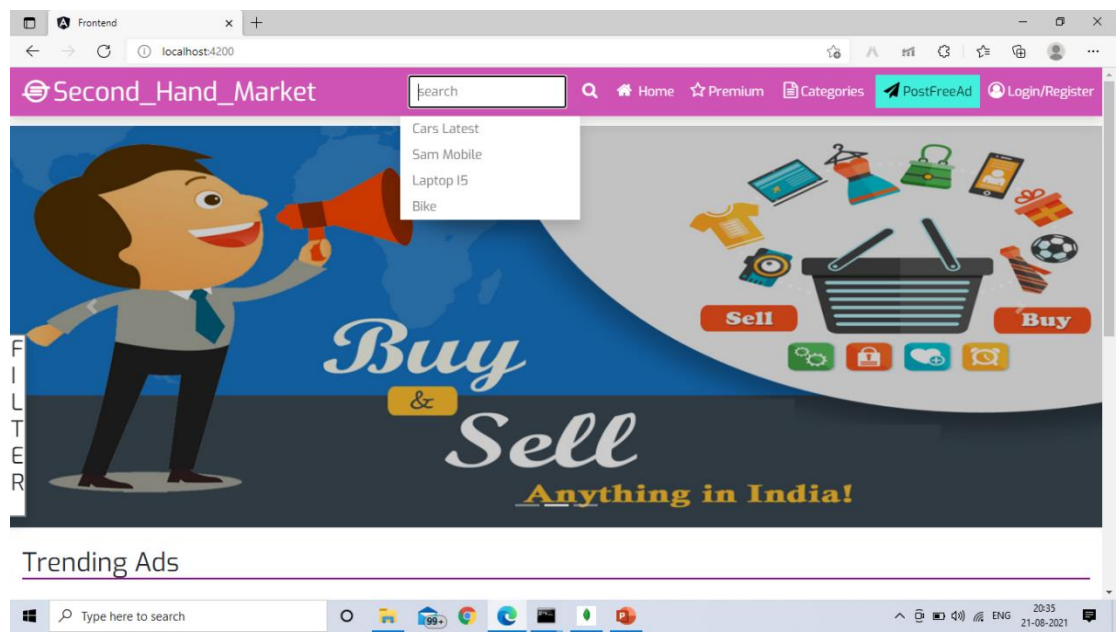 Frontend
localhost:4200
Second_Hand_Market
search
Home
Premium
Categories
PostFreeAd
Login/Register
Cars Latest
Sam Mobile
Laptop I5
Bike
Sell
Buy
FILTER
Buy
&
Sell
Anything in India!
Trending Ads
Type here to search
99+
ENG
20:35
21-08-2021